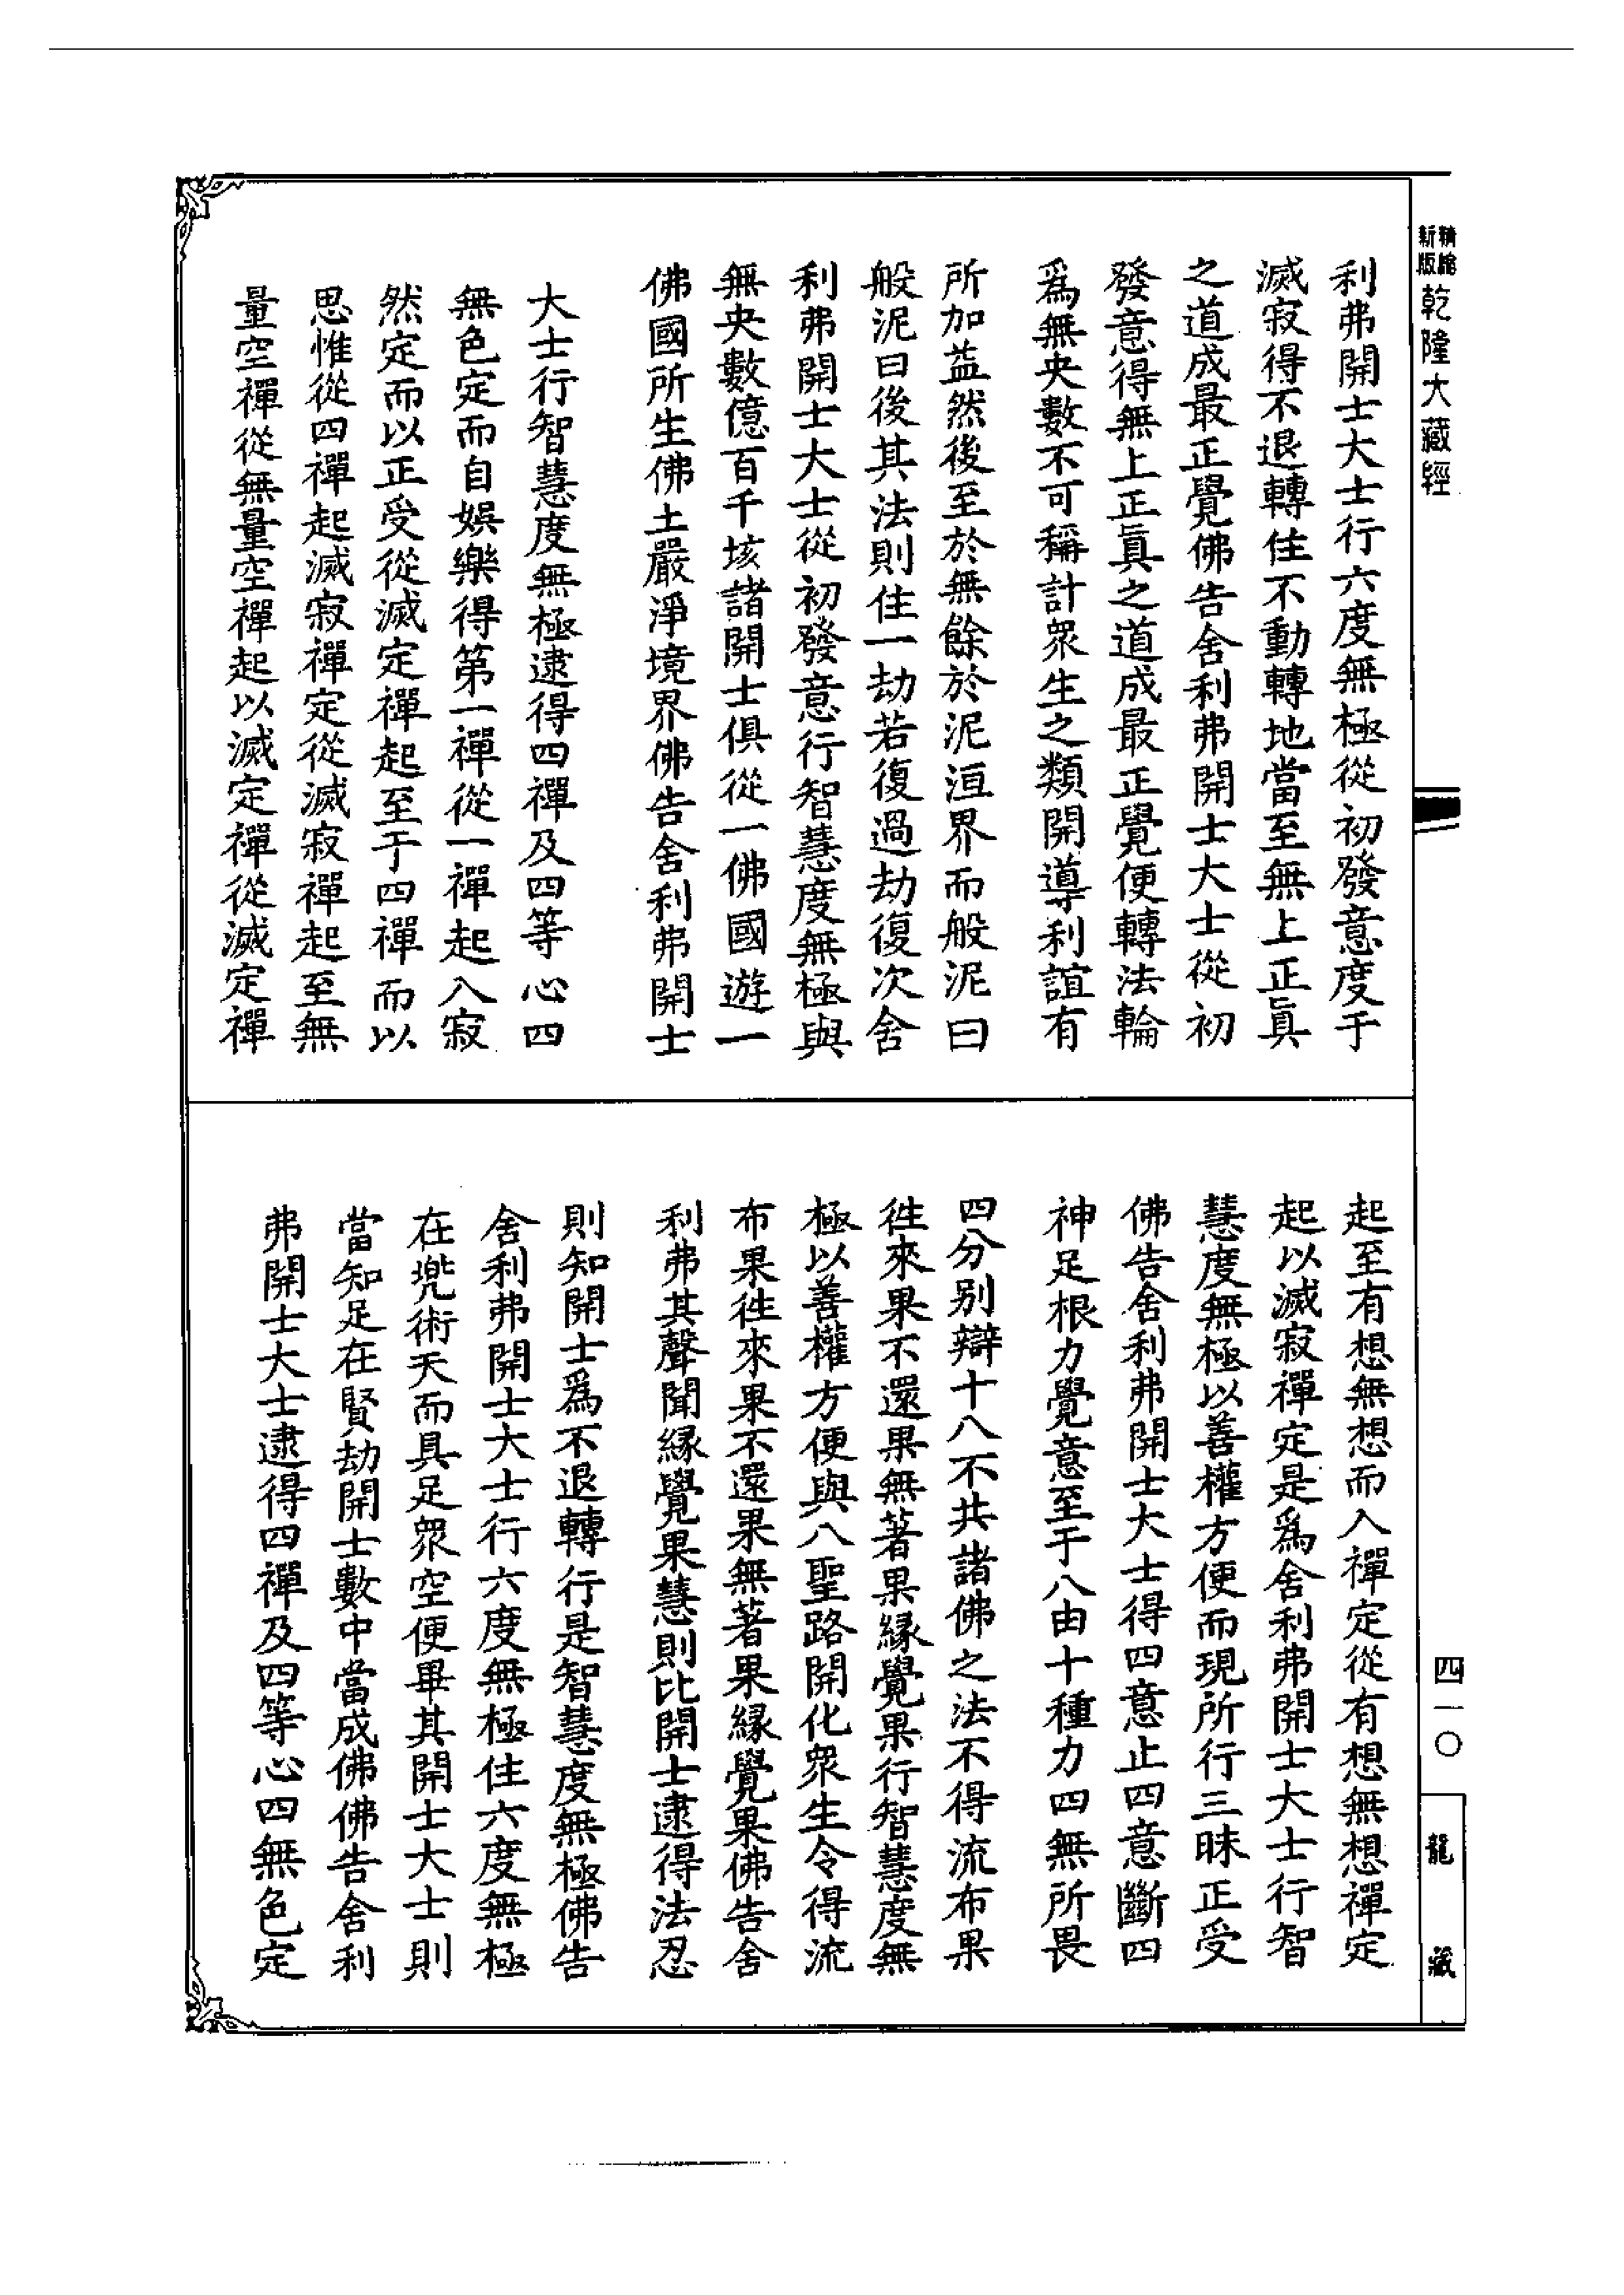 精縮新版乾隆大藏經
利弗開士大士行六度無極從初發意度于
滅寂得不退轉住不動轉地當至無上正真
之道成最正覺佛告舍利弗開士大士從初
發意得無上正真之道成最正覺便轉法輪
爲無央數不可稱計眾生之類開導利誼有
所加益然後至於無餘於泥洹界而般泥曰
般泥曰後其法則住一劫若復過劫復次舍
利弗開士大士從初發意行智慧度無極與
無央數億百千垓諸開士俱從一佛國遊一
佛國所生佛土嚴淨境界佛告舍利弗開士
大士行智慧度無極逮得四禪及四等心四
無色定而自娛樂得第一禪從一禪起入寂
然定而以正受從滅定禪起至于四禪而以
思惟從四禪起滅寂禪定從滅寂禪起至無
量空禪從無量空禪起以滅定禪從滅定禪
起至有想無想而入禪定從有想無想禪定
起以滅寂禪定是爲舍利弗開士大士行智
慧度無極以善權方便而現所行三昧正受
佛告舍利弗開士大士得四意止四意斷四
神足根力覺意至于八由十種力四無所畏
四分別辯十八不共諸佛之法不得流布果
徃來果不還果無著果緣覺果行智慧度無
極以善權方便與八聖路開化眾生令得流
布果徃來果不還果無著果緣覺果佛告舍
利弗其聲聞緣覺果慧則比開士逮得法忍
則知開士爲不退轉行是智慧度無極佛告
舍利弗開士大士行六度無極住六度無極
在兠術天而具足眾空便畢其開士大士則
當知足在賢劫開士數中當成佛佛告舍利
弗開士大士逮得四禪及四等心四無色定
四一〇
龍藏